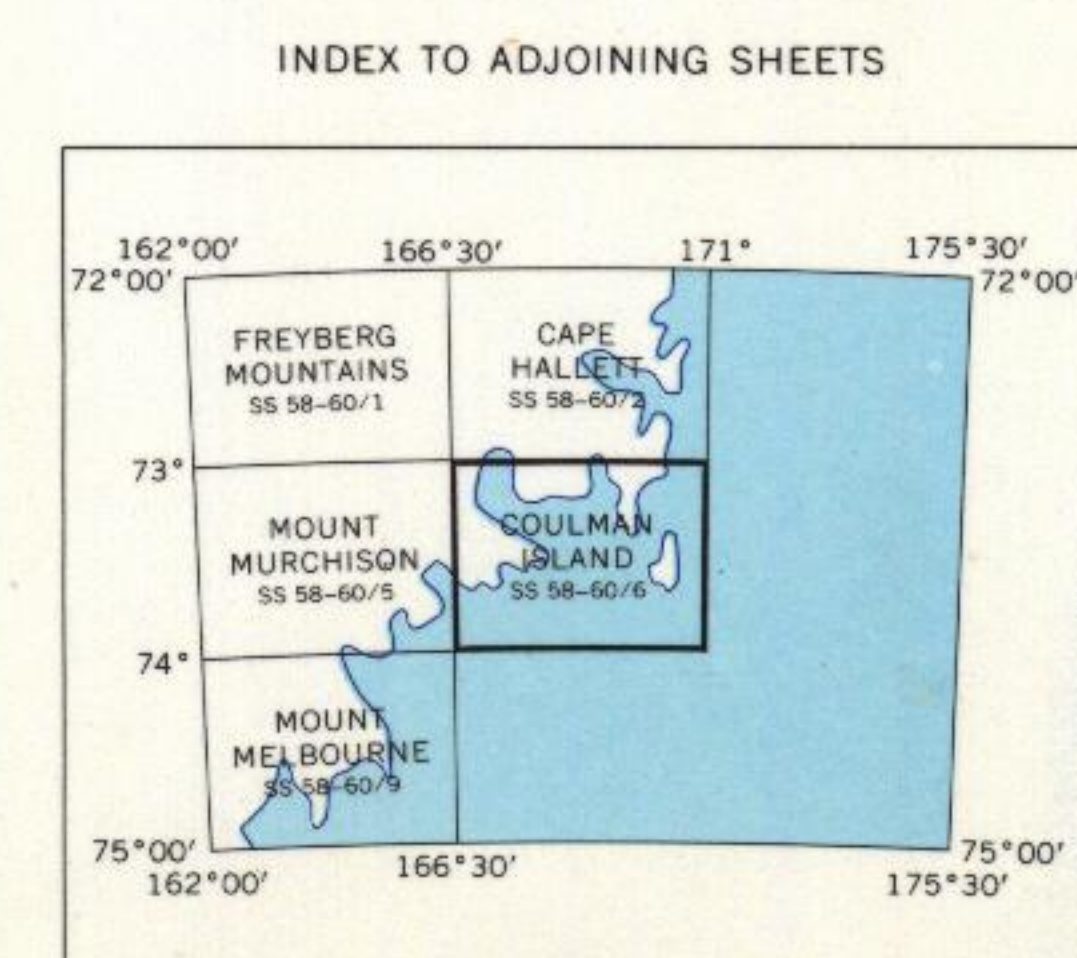 INDEX TO ADJOINING SHEETS
162°00′ 166°30′ 171° 175°30′
72°00′ 72°00′
FREYBERG
MOUNTAINS
SS 58–60/1
CAPE
HALLETT
SS 58–60/2
73°
MOUNT
MURCHISON
SS 58–60/5
COULMAN
ISLAND
SS 58–60/6
74°
MOUNT
MELBOURNE
SS 58–60/9
75°00′ 75°00′
162°00′ 166°30′ 175°30′